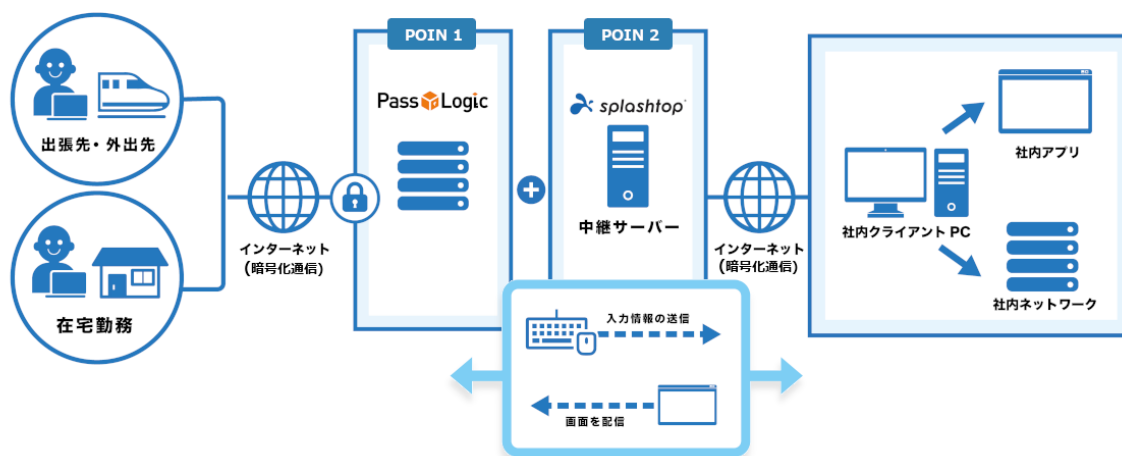 出張先・外出先
在宅勤務
インターネット
(暗号化通信)
POIN 1
PassLogic
POIN 2
splashtop
中継サーバー
入力情報の送信
画面を配信
インターネット
(暗号化通信)
社内クライアント PC
社内アプリ
社内ネットワーク